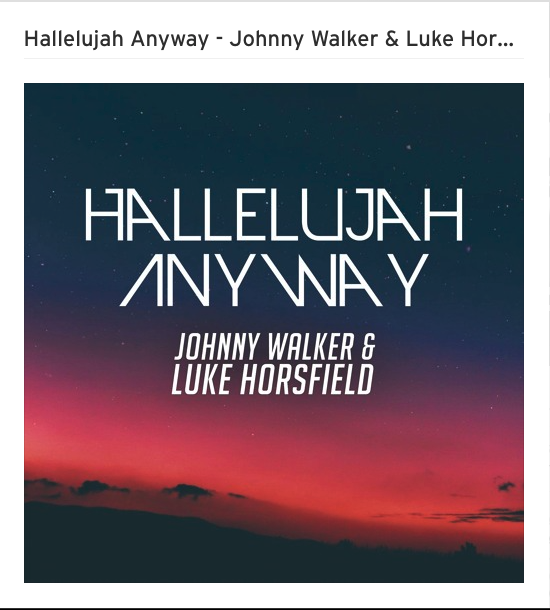 Hallelujah Anyway - Johnny Walker & Luke Hor...
HALLELUJAH
ANYWAY
JOHNNY WALKER &
LUKE HORSFIELD